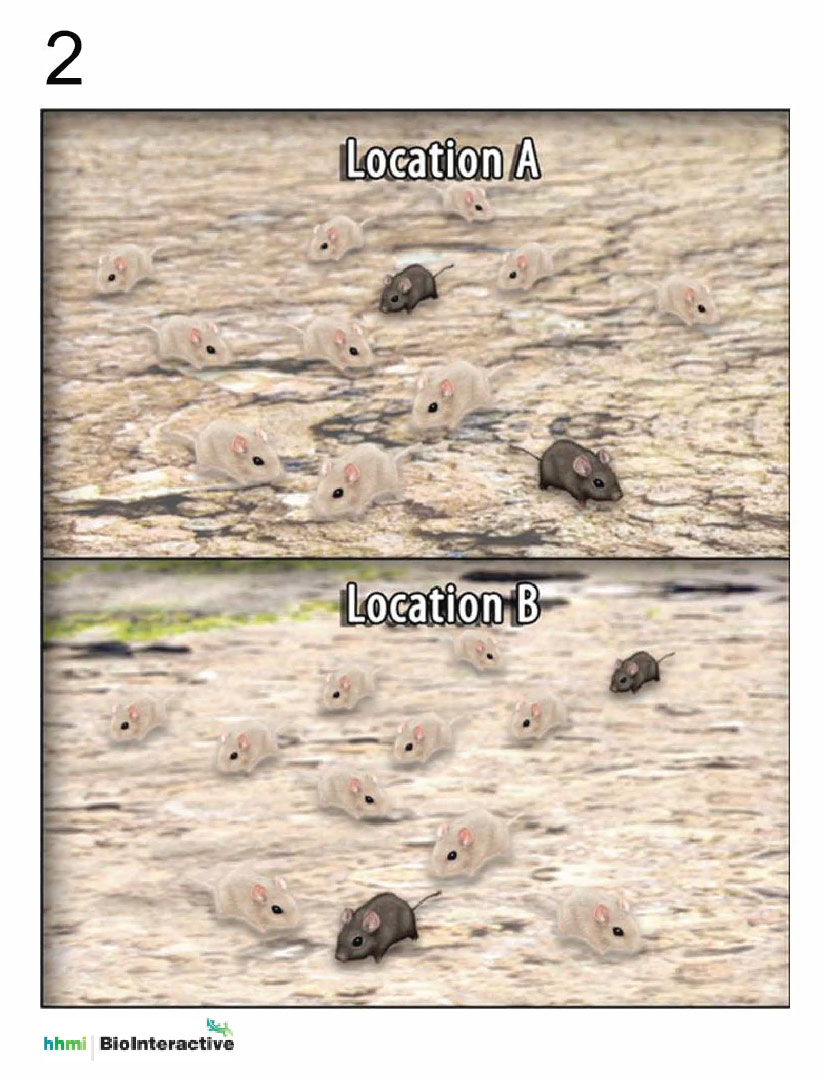 2
Location A
Location B
hhmi BioInteractive